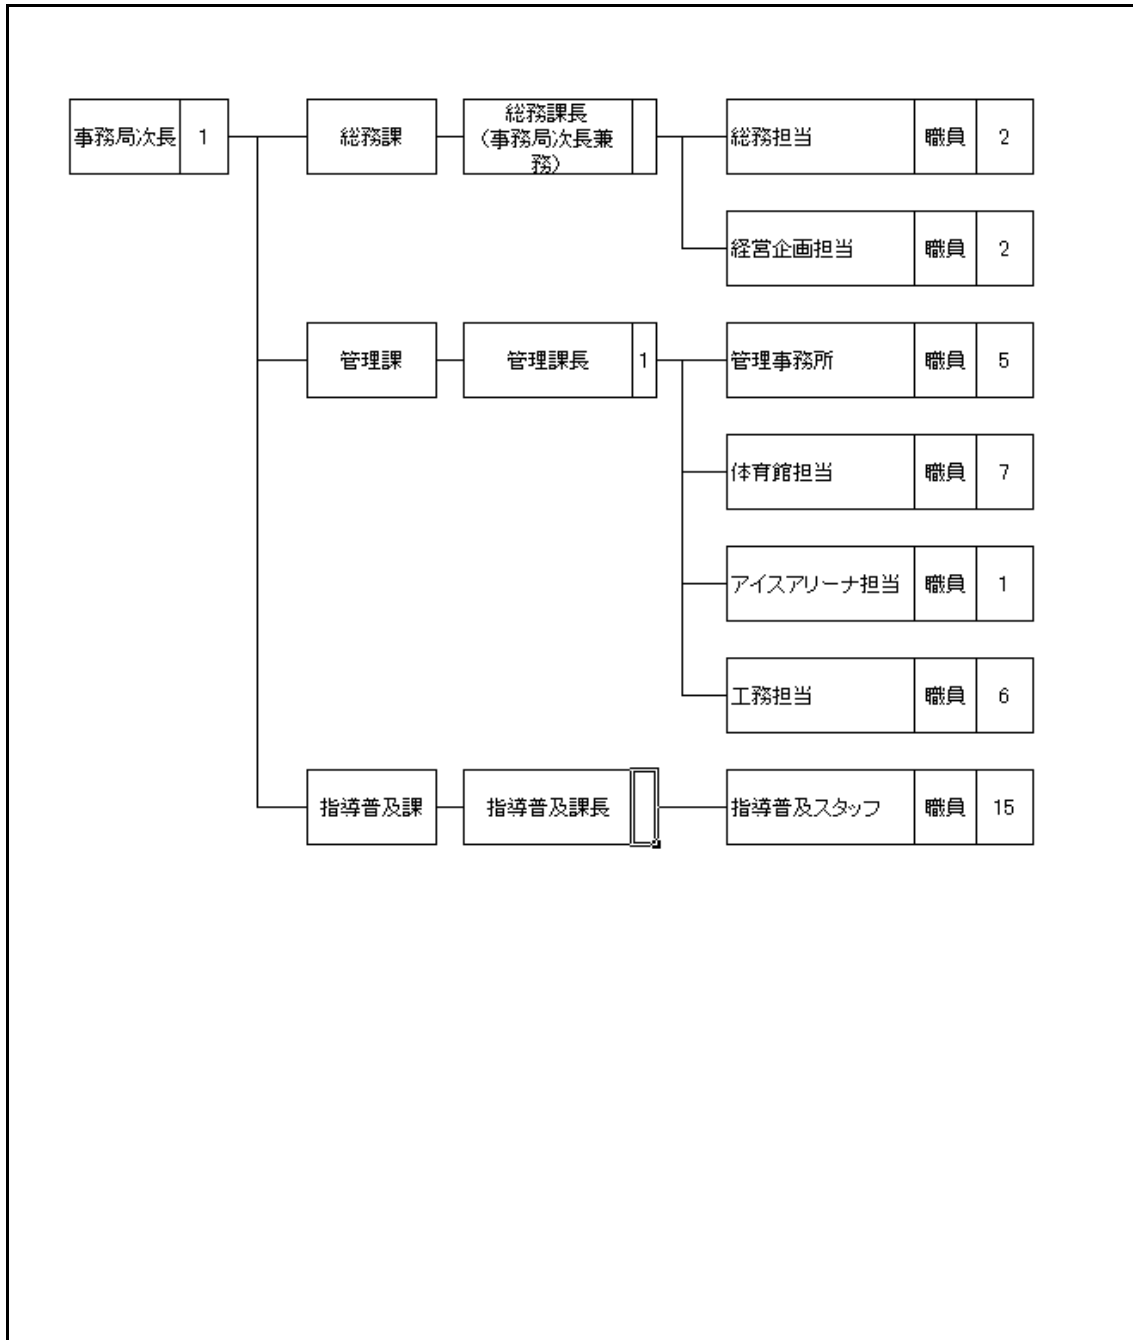 事務局次長 1
総務課
総務課長
(事務局次長兼
務)
総務担当 職員 2
経営企画担当 職員 2
管理課
管理課長 1
管理事務所 職員 5
体育館担当 職員 7
アイスアリーナ担当 職員 1
工務担当 職員 6
指導普及課
指導普及課長
指導普及スタッフ 職員 15